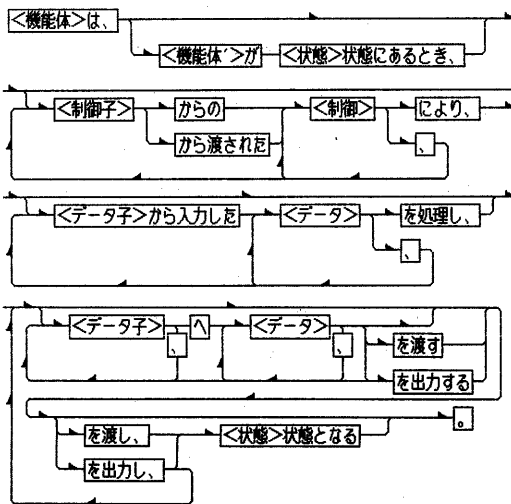 <機能体>は、
<機能体´>が <状態>状態にあるとき、
<制御子> からの <制御> により、
から渡された 、
<データ子>から入力した <データ> を処理し、
、
<データ子> へ <データ>
、 、 を渡す
を出力する
。
を渡し、 <状態>状態となる
を出力し、